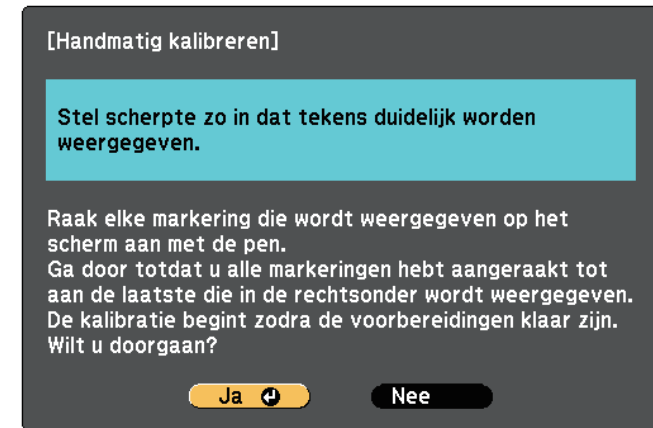 [Handmatig kalibreren]
Stel scherpte zo in dat tekens duidelijk worden
weergegeven.
Raak elke markering die wordt weergegeven op het
scherm aan met de pen.
Ga door totdat u alle markeringen hebt aangeraakt tot
aan de laatste die in de rechtsonder wordt weergegeven.
De kalibratie begint zodra de voorbereidingen klaar zijn.
Wilt u doorgaan?
Ja Nee